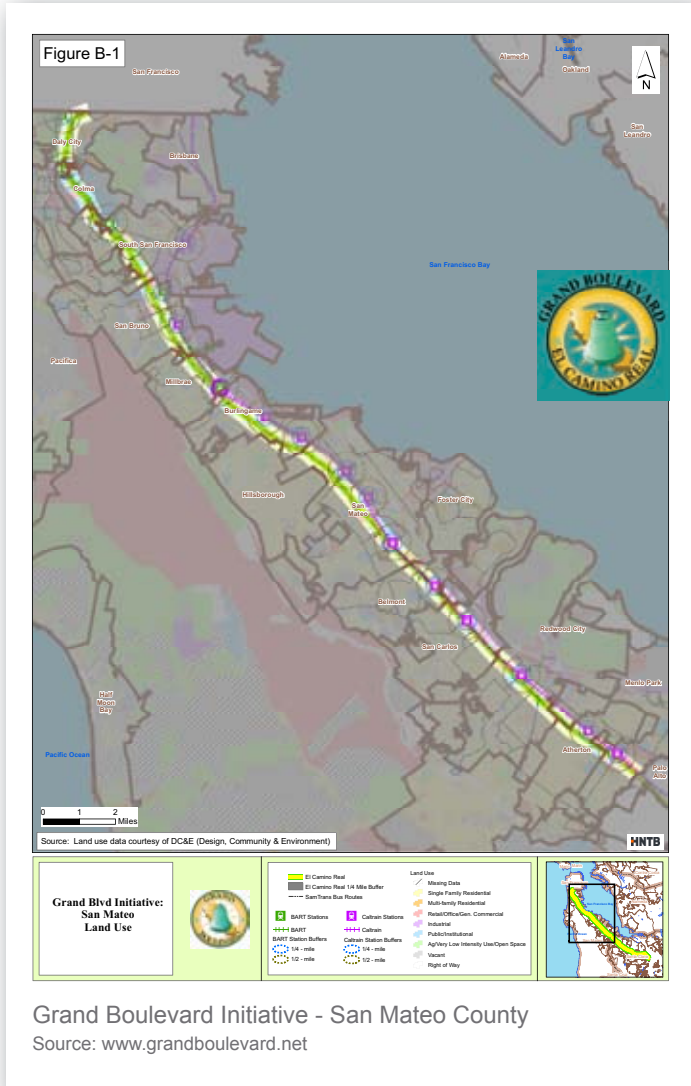 Figure B-1
San Francisco
San
Leandro
Bay
Alameda
Oakland
San
Leandro
N
Daly City
Brisbane
Colma
South San Francisco
San Francisco Bay
GRAND BOULEVARD
EL CAMINO REAL
San Bruno
Pacifica
Millbrae
Burlingame
Hillsborough
San
Mateo
Foster City
Belmont
Redwood City
San Carlos
Menlo Park
Half
Moon
Bay
Atherton
Pacific Ocean
Palo
Alto
0 1 2
Miles
Source: Land use data courtesy of DC&E (Design, Community & Environment)
HNTB
Grand Blvd Initiative:
San Mateo
Land Use
GRAND
El Camino Real
El Camino Real 1/4 Mile Buffer
SamTrans Bus Routes
BART Stations
BART
BART Station Buffers
1/4 - mile
1/2 - mile
Caltrain Stations
Caltrain
Caltrain Station Buffers
1/4 - mile
1/2 - mile
Land Use
Missing Data
Single Family Residential
Multi-family Residential
Retail/Office/Gen. Commercial
Industrial
Public/Institutional
Ag/Very Low Intensity Use/Open Space
Vacant
Right of Way
Grand Boulevard Initiative - San Mateo County
Source: www.grandboulevard.net